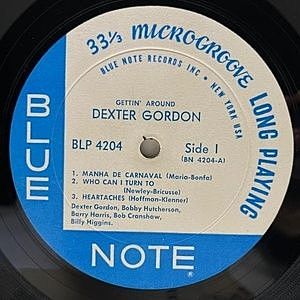 33⅓ MICROGROOVE LONG PLAYING
BLUE NOTE RECORDS INC • NEW YORK USA
GETTIN' AROUND
DEXTER GORDON
BLP 4204 Side 1
(BN 4204-A)
1. MANHA DE CARNAVAL (Maria-Bonfa)
2. WHO CAN I TURN TO
(Newley-Bricusse)
3. HEARTACHES (Hoffman-Klenner)
Dexter Gordon, Bobby Hutcherson,
Barry Harris, Bob Cranshaw,
Billy Higgins.
BLUE
NOTE
®